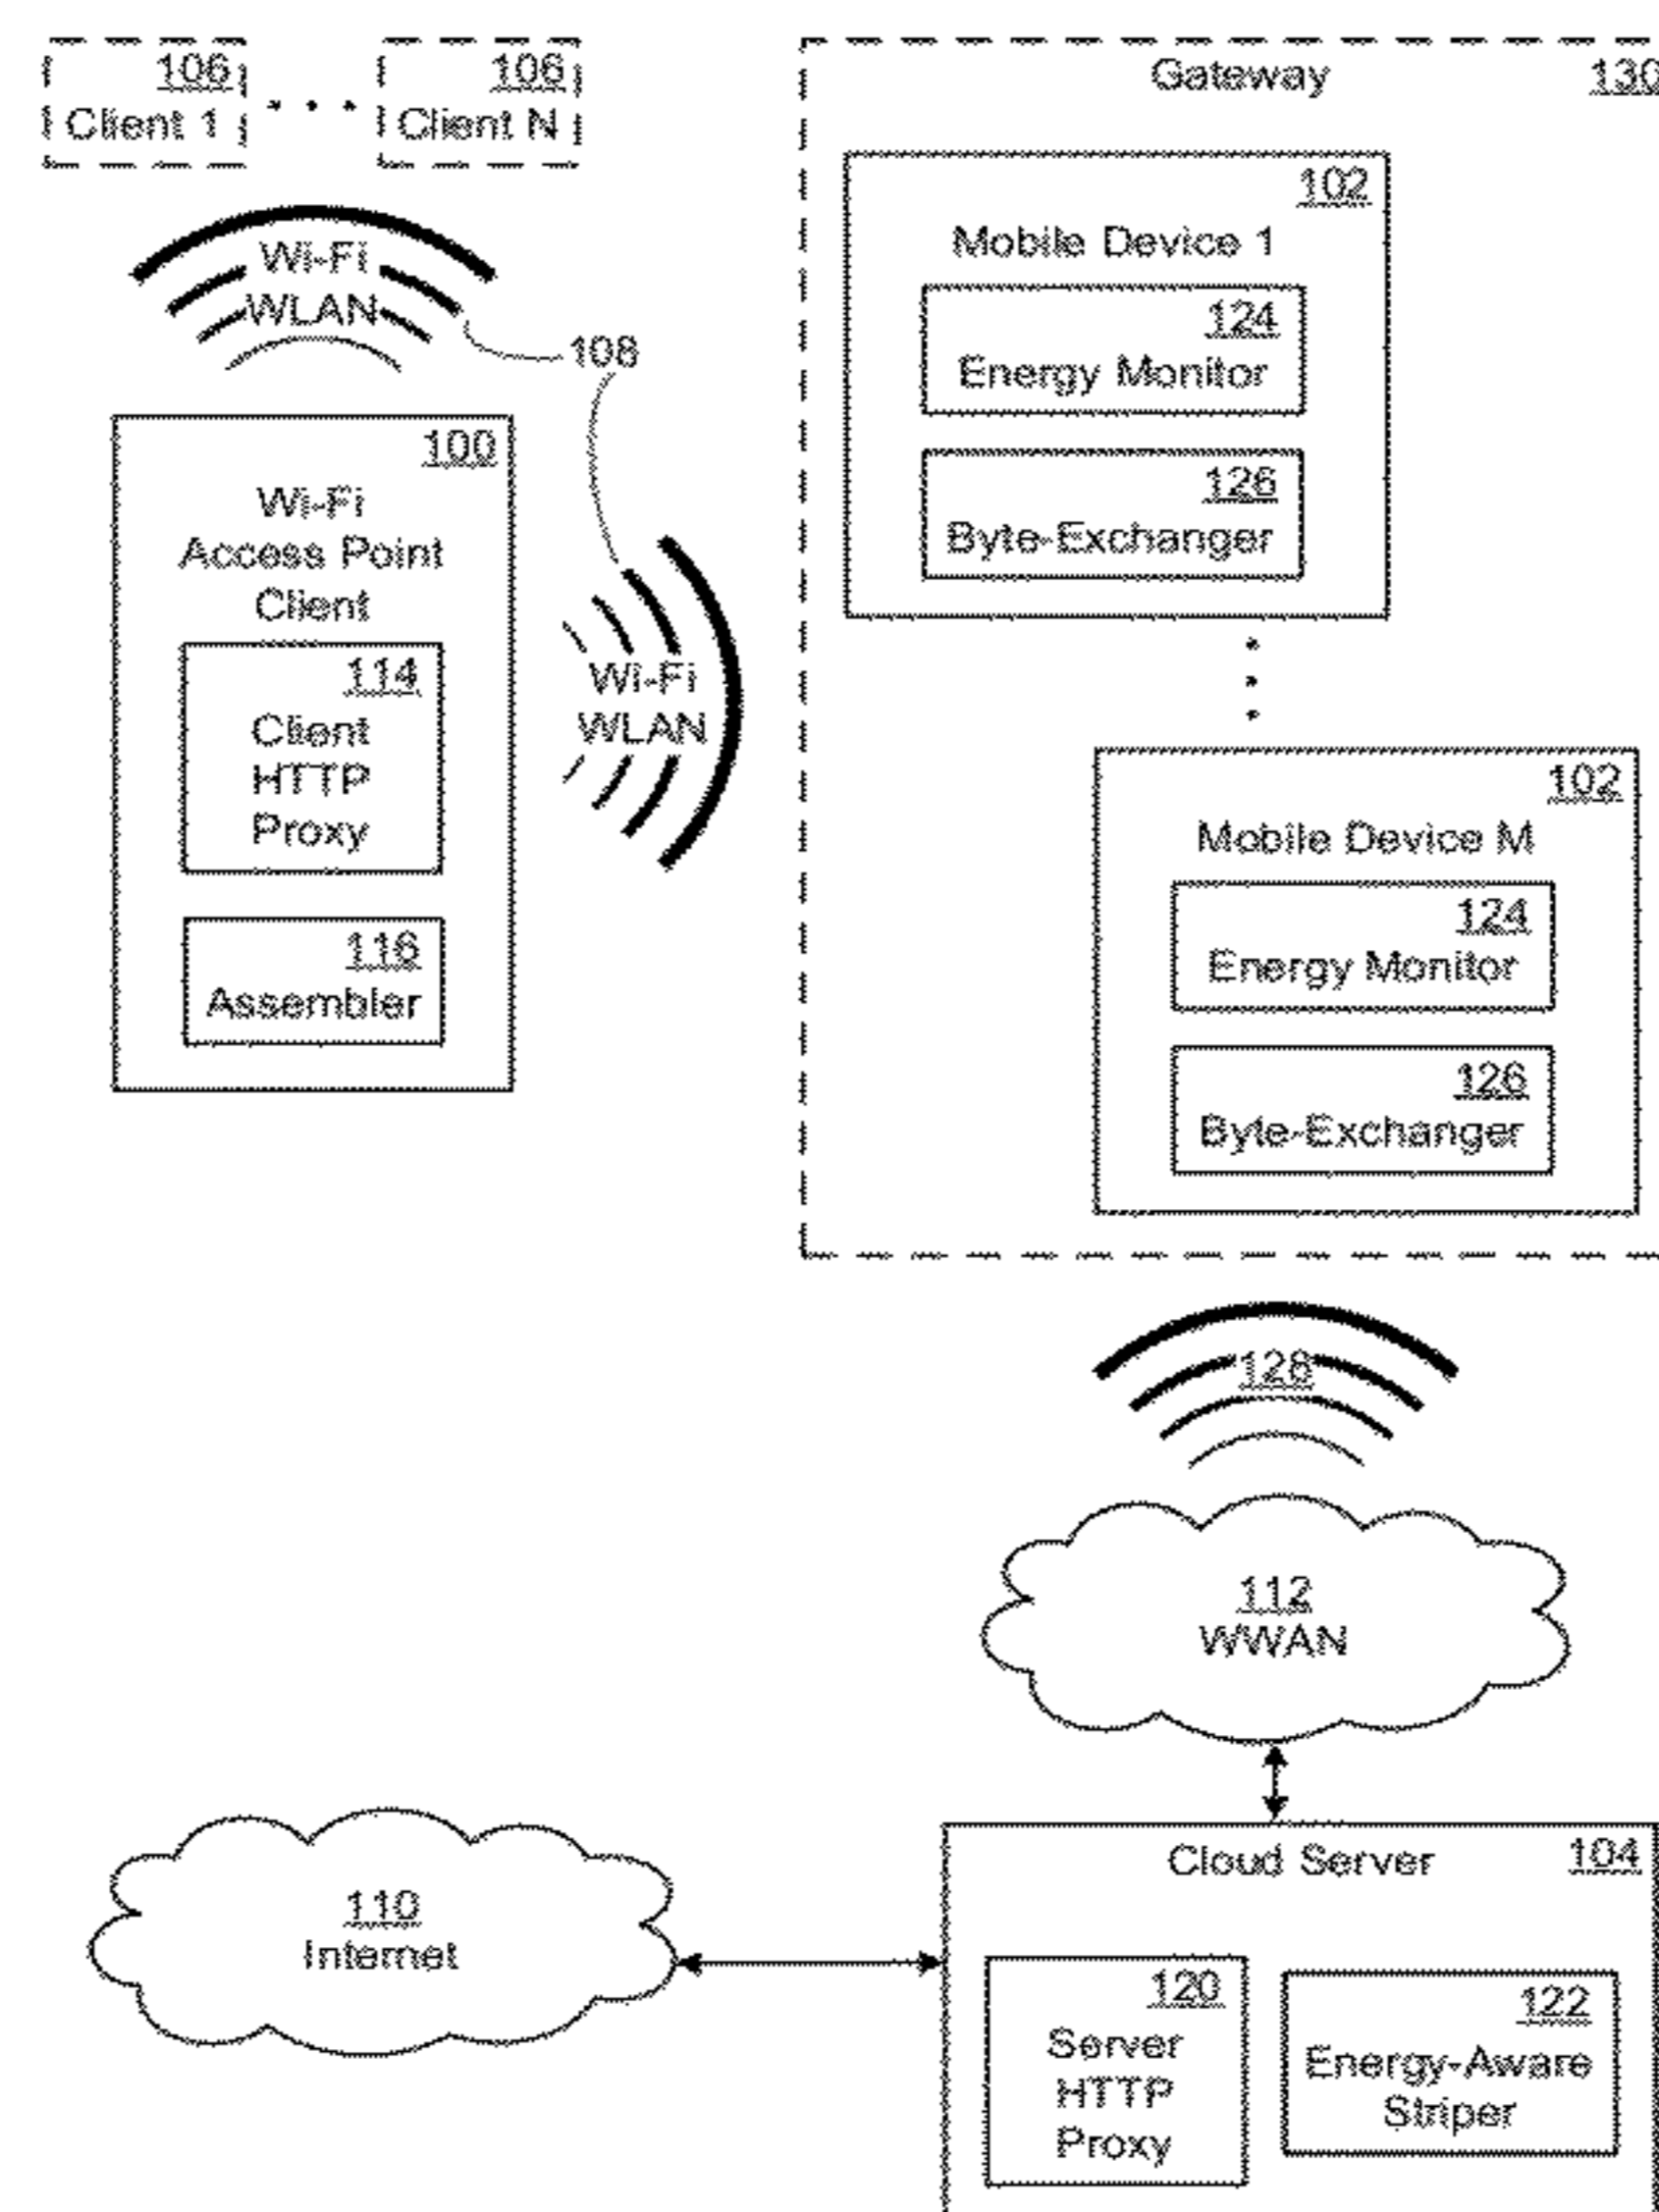 106
Client 1
106
Client N
Wi-Fi
WLAN
108
100
Wi-Fi
Access Point
Client
114
Client
HTTP
Proxy
116
Assembler
Wi-Fi
WLAN
Gateway
130
102
Mobile Device 1
124
Energy Monitor
126
Byte-Exchanger
102
Mobile Device M
124
Energy Monitor
126
Byte-Exchanger
128
112
WWAN
110
Internet
Cloud Server
104
120
Server
HTTP
Proxy
122
Energy-Aware
Striper